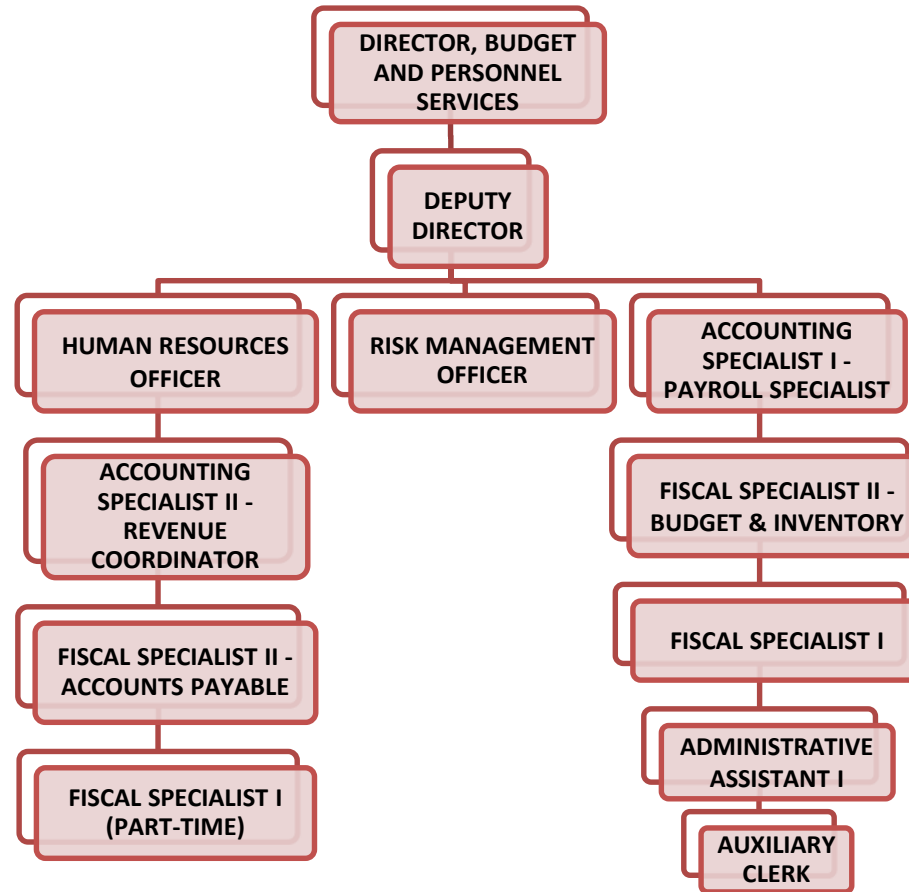 DIRECTOR, BUDGET
AND PERSONNEL
SERVICES
DEPUTY
DIRECTOR
HUMAN RESOURCES
OFFICER
RISK MANAGEMENT
OFFICER
ACCOUNTING
SPECIALIST I -
PAYROLL SPECIALIST
ACCOUNTING
SPECIALIST II -
REVENUE
COORDINATOR
FISCAL SPECIALIST II -
BUDGET & INVENTORY
FISCAL SPECIALIST II -
ACCOUNTS PAYABLE
FISCAL SPECIALIST I
FISCAL SPECIALIST I
(PART-TIME)
ADMINISTRATIVE
ASSISTANT I
AUXILIARY
CLERK